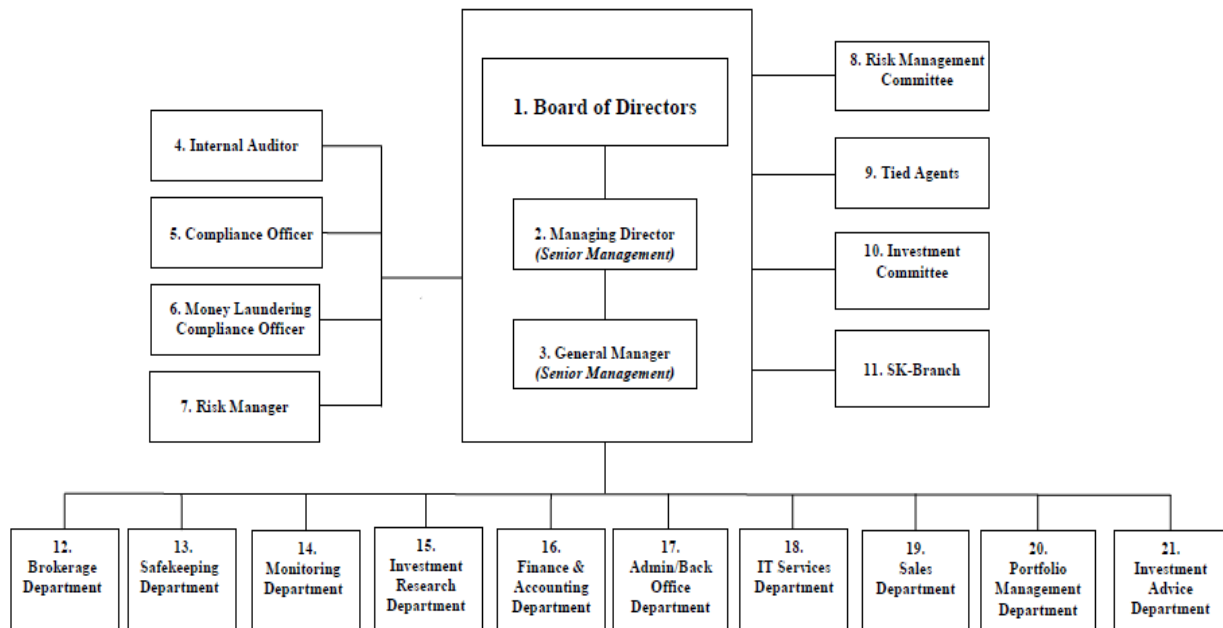 1. Board of Directors
2. Managing Director
(Senior Management)
3. General Manager
(Senior Management)
4. Internal Auditor
5. Compliance Officer
6. Money Laundering
Compliance Officer
7. Risk Manager
8. Risk Management
Committee
9. Tied Agents
10. Investment
Committee
11. SK-Branch
12.
Brokerage
Department
13.
Safekeeping
Department
14.
Monitoring
Department
15.
Investment
Research
Department
16.
Finance &
Accounting
Department
17.
Admin/Back
Office
Department
18.
IT Services
Department
19.
Sales
Department
20.
Portfolio
Management
Department
21.
Investment
Advice
Department